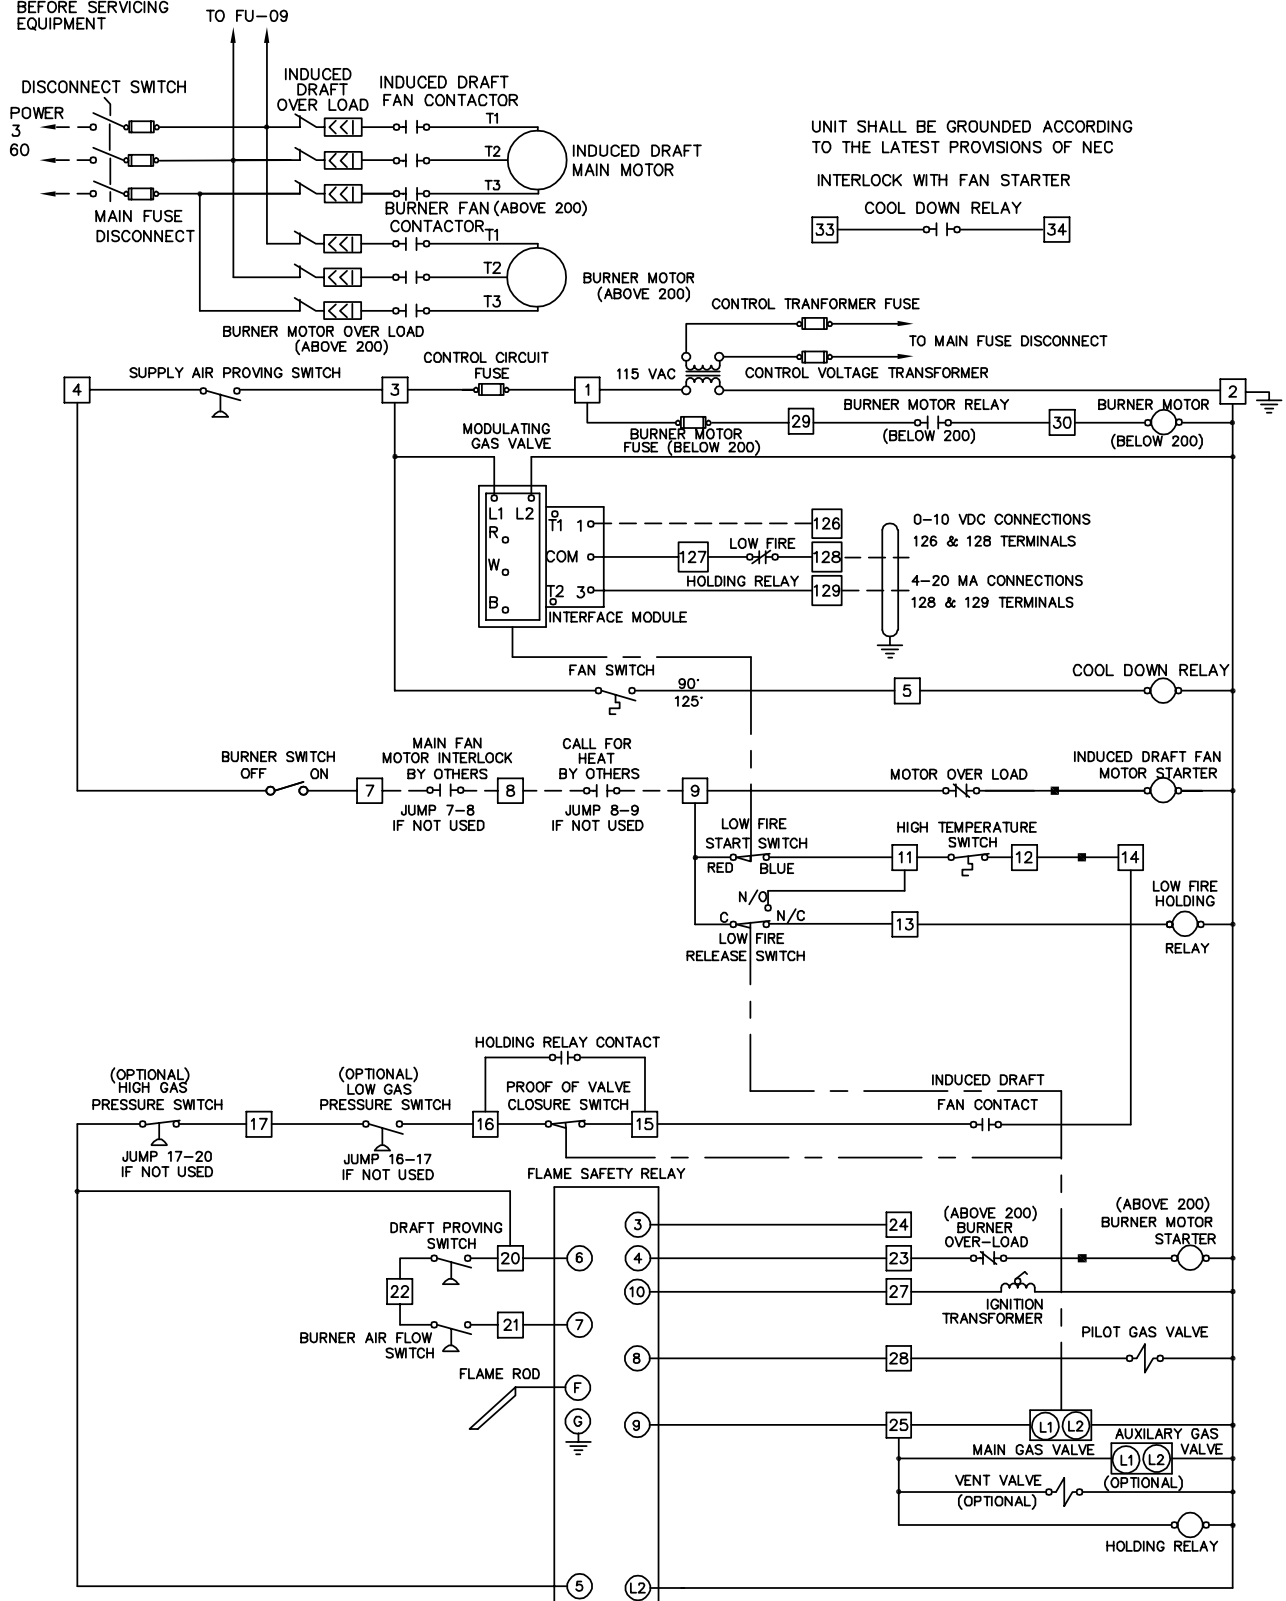 BEFORE SERVICING
EQUIPMENT
TO FU-09
DISCONNECT SWITCH
INDUCED
DRAFT
OVER LOAD
INDUCED DRAFT
FAN CONTACTOR
POWER
3
60
T1
T2
T3
INDUCED DRAFT
MAIN MOTOR
UNIT SHALL BE GROUNDED ACCORDING
TO THE LATEST PROVISIONS OF NEC
INTERLOCK WITH FAN STARTER
COOL DOWN RELAY
33
34
MAIN FUSE
DISCONNECT
BURNER FAN (ABOVE 200)
CONTACTOR
T1
T2
T3
BURNER MOTOR
(ABOVE 200)
BURNER MOTOR OVER LOAD
(ABOVE 200)
CONTROL TRANFORMER FUSE
TO MAIN FUSE DISCONNECT
4
SUPPLY AIR PROVING SWITCH
3
CONTROL CIRCUIT
FUSE
1
115 VAC
CONTROL VOLTAGE TRANSFORMER
2
BURNER MOTOR
FUSE (BELOW 200)
29
BURNER MOTOR RELAY
(BELOW 200)
30
BURNER MOTOR
(BELOW 200)
MODULATING
GAS VALVE
L1 L2
R
W
B
T1 1
COM
T2 3
INTERFACE MODULE
126
127
LOW FIRE
128
HOLDING RELAY
129
0-10 VDC CONNECTIONS
126 & 128 TERMINALS
4-20 MA CONNECTIONS
128 & 129 TERMINALS
FAN SWITCH
90°
125°
5
COOL DOWN RELAY
BURNER SWITCH
OFF ON
7
MAIN FAN
MOTOR INTERLOCK
BY OTHERS
JUMP 7-8
IF NOT USED
8
CALL FOR
HEAT
BY OTHERS
JUMP 8-9
IF NOT USED
9
MOTOR OVER LOAD
INDUCED DRAFT FAN
MOTOR STARTER
LOW FIRE
START SWITCH
RED BLUE
11
HIGH TEMPERATURE
SWITCH
12
14
N/O
C
N/C
LOW FIRE
RELEASE SWITCH
13
LOW FIRE
HOLDING
RELAY
HOLDING RELAY CONTACT
(OPTIONAL)
HIGH GAS
PRESSURE SWITCH
JUMP 17-20
IF NOT USED
17
(OPTIONAL)
LOW GAS
PRESSURE SWITCH
JUMP 16-17
IF NOT USED
16
PROOF OF VALVE
CLOSURE SWITCH
15
INDUCED DRAFT
FAN CONTACT
FLAME SAFETY RELAY
3
24
DRAFT PROVING
SWITCH
20
6
4
23
(ABOVE 200)
BURNER
OVER-LOAD
(ABOVE 200)
BURNER MOTOR
STARTER
22
10
27
IGNITION
TRANSFORMER
BURNER AIR FLOW
SWITCH
21
7
8
28
PILOT GAS VALVE
FLAME ROD
F
G
9
25
L1 L2
MAIN GAS VALVE
AUXILARY GAS
VALVE
L1 L2
(OPTIONAL)
VENT VALVE
(OPTIONAL)
HOLDING RELAY
5
L2